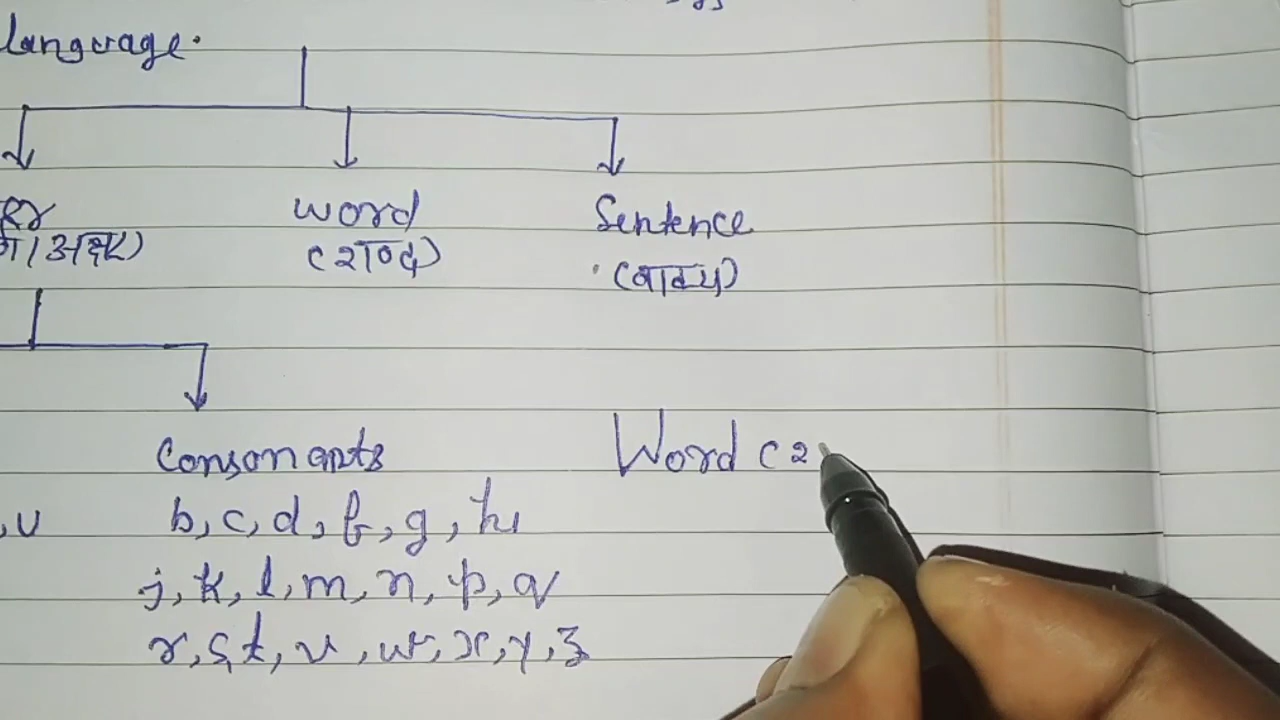 language.
word
Sentence
(शब्द)
(वाक्य)
Consonants
Word (
b, c, d, f, g, h
, u
j, k, l, m, n, p, q
r, s, t, v, w, x, y, z